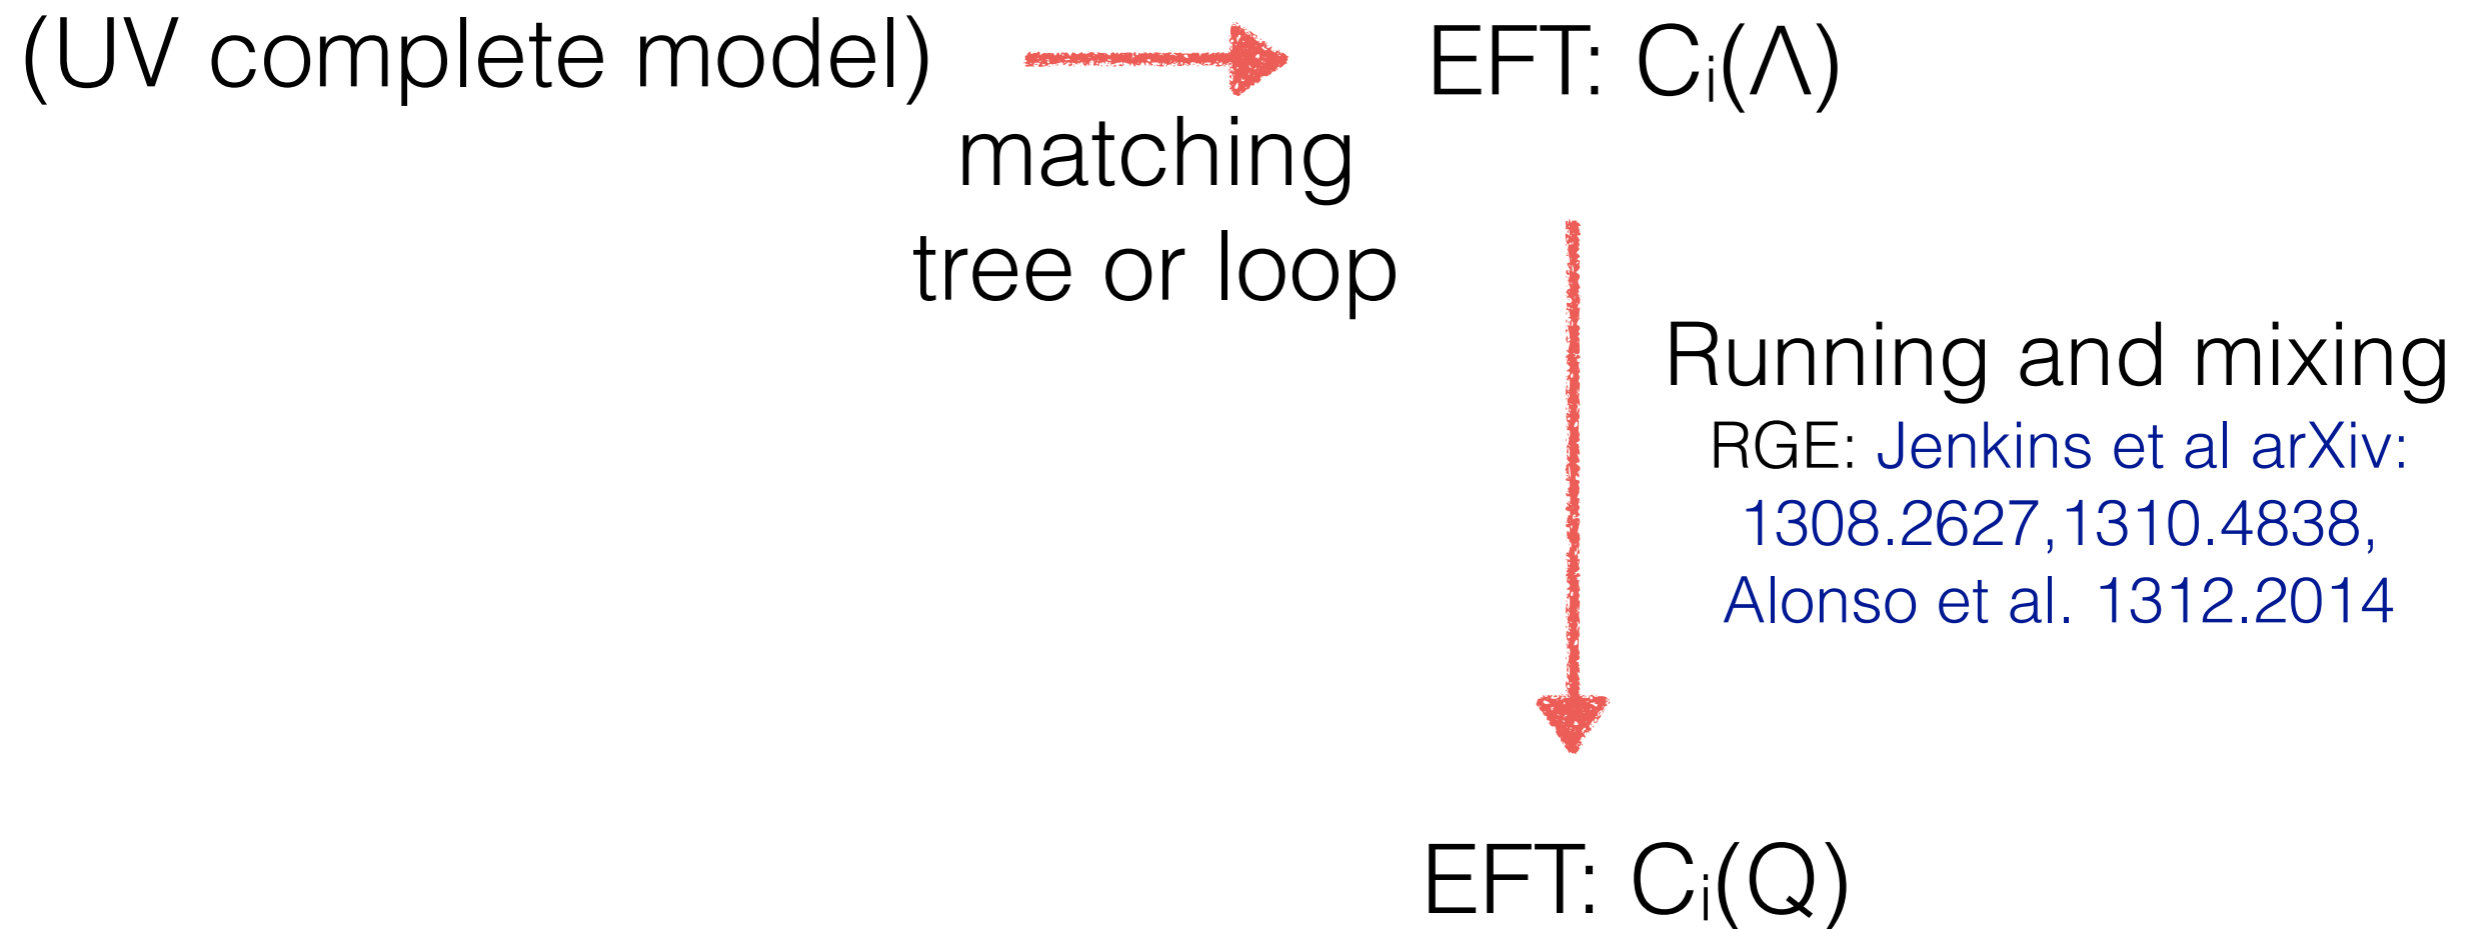 (UV complete model)
EFT: Cᵢ(Λ)
matching
tree or loop
Running and mixing
RGE: Jenkins et al arXiv:
1308.2627,1310.4838,
Alonso et al. 1312.2014
EFT: Cᵢ(Q)